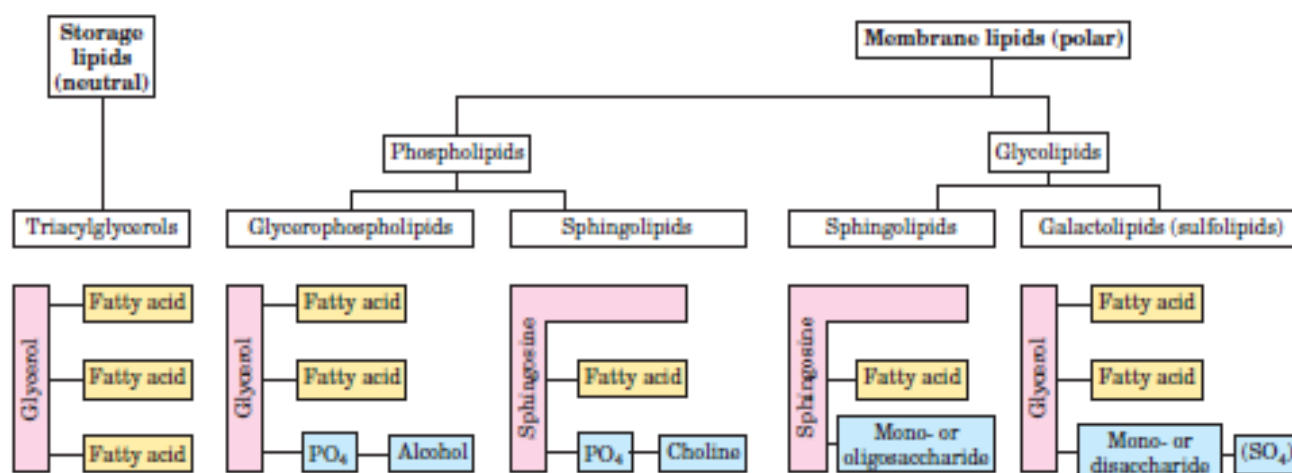 Storage
lipids
(neutral)
Membrane lipids (polar)
Phospholipids
Glycolipids
Triacylglycerols
Glycerophospholipids
Sphingolipids
Sphingolipids
Galactolipids (sulfolipids)
Glycerol
Fatty acid
Fatty acid
Fatty acid
Glycerol
Fatty acid
Fatty acid
PO₄
Alcohol
Sphingosine
Fatty acid
PO₄
Choline
Sphingosine
Fatty acid
Mono- or
oligosaccharide
Glycerol
Fatty acid
Fatty acid
Mono- or
disaccharide
(SO₄)